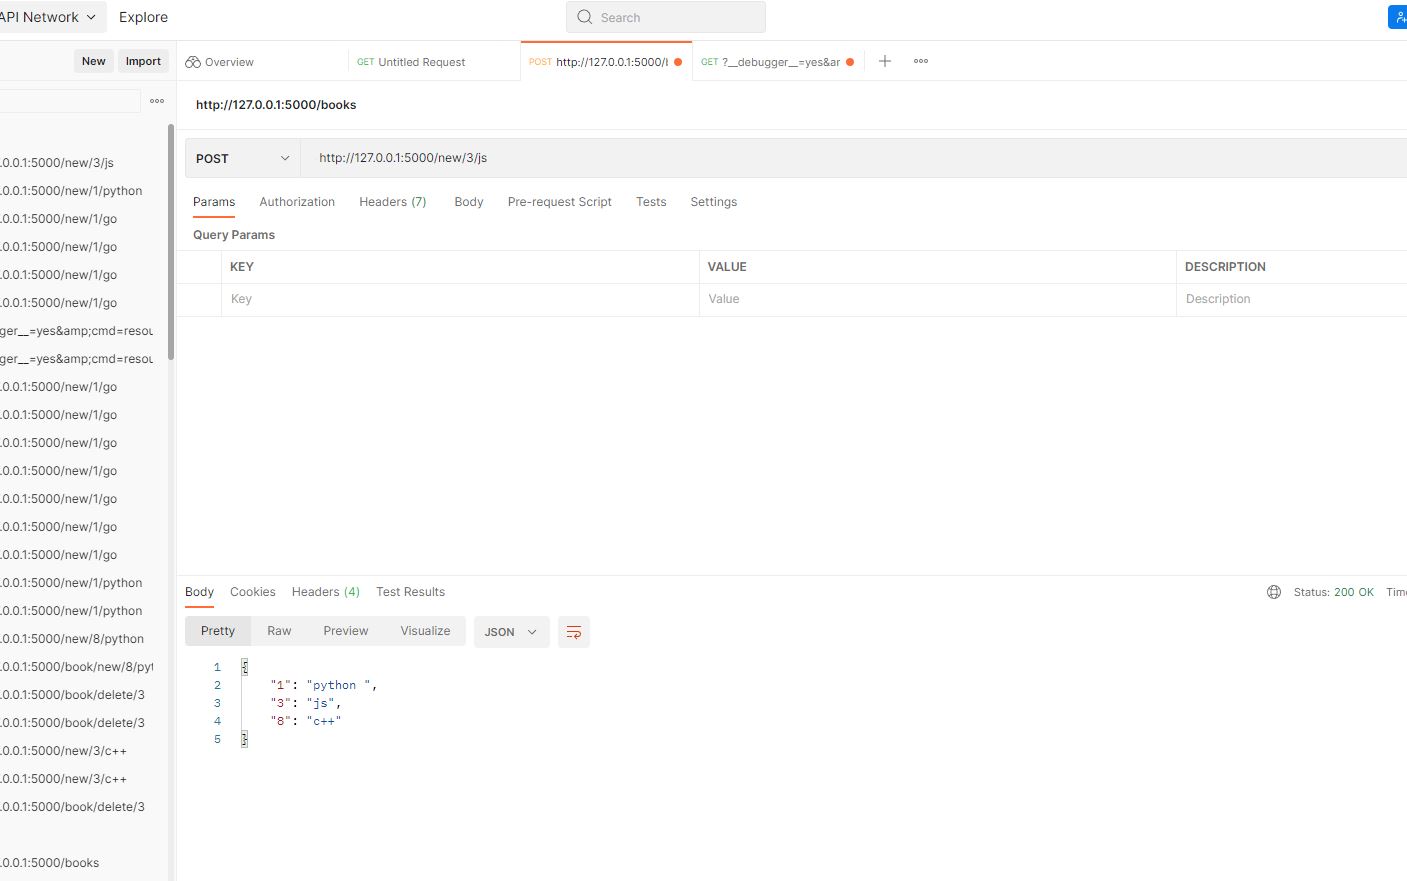 API Network
Explore
Search
New
Import
Overview
GET Untitled Request
POST http://127.0.0.1:5000/b
GET ?__debugger__=yes&ar
http://127.0.0.1:5000/books
.0.0.1:5000/new/3/js
.0.0.1:5000/new/1/python
.0.0.1:5000/new/1/go
.0.0.1:5000/new/1/go
.0.0.1:5000/new/1/go
.0.0.1:5000/new/1/go
ger__=yes&amp;cmd=resou
ger__=yes&amp;cmd=resou
.0.0.1:5000/new/1/go
.0.0.1:5000/new/1/go
.0.0.1:5000/new/1/go
.0.0.1:5000/new/1/go
.0.0.1:5000/new/1/go
.0.0.1:5000/new/1/go
.0.0.1:5000/new/1/go
.0.0.1:5000/new/1/python
.0.0.1:5000/new/1/python
.0.0.1:5000/new/8/python
.0.0.1:5000/book/new/8/pyt
.0.0.1:5000/book/delete/3
.0.0.1:5000/book/delete/3
.0.0.1:5000/new/3/c++
.0.0.1:5000/new/3/c++
.0.0.1:5000/book/delete/3
.0.0.1:5000/books
POST http://127.0.0.1:5000/new/3/js
Params Authorization Headers (7) Body Pre-request Script Tests Settings
Query Params
KEY VALUE DESCRIPTION
Key Value Description
Body Cookies Headers (4) Test Results
Status: 200 OK Time
Pretty Raw Preview Visualize JSON
1 {
2 "1": "python ",
3 "3": "js",
4 "8": "c++"
5 }